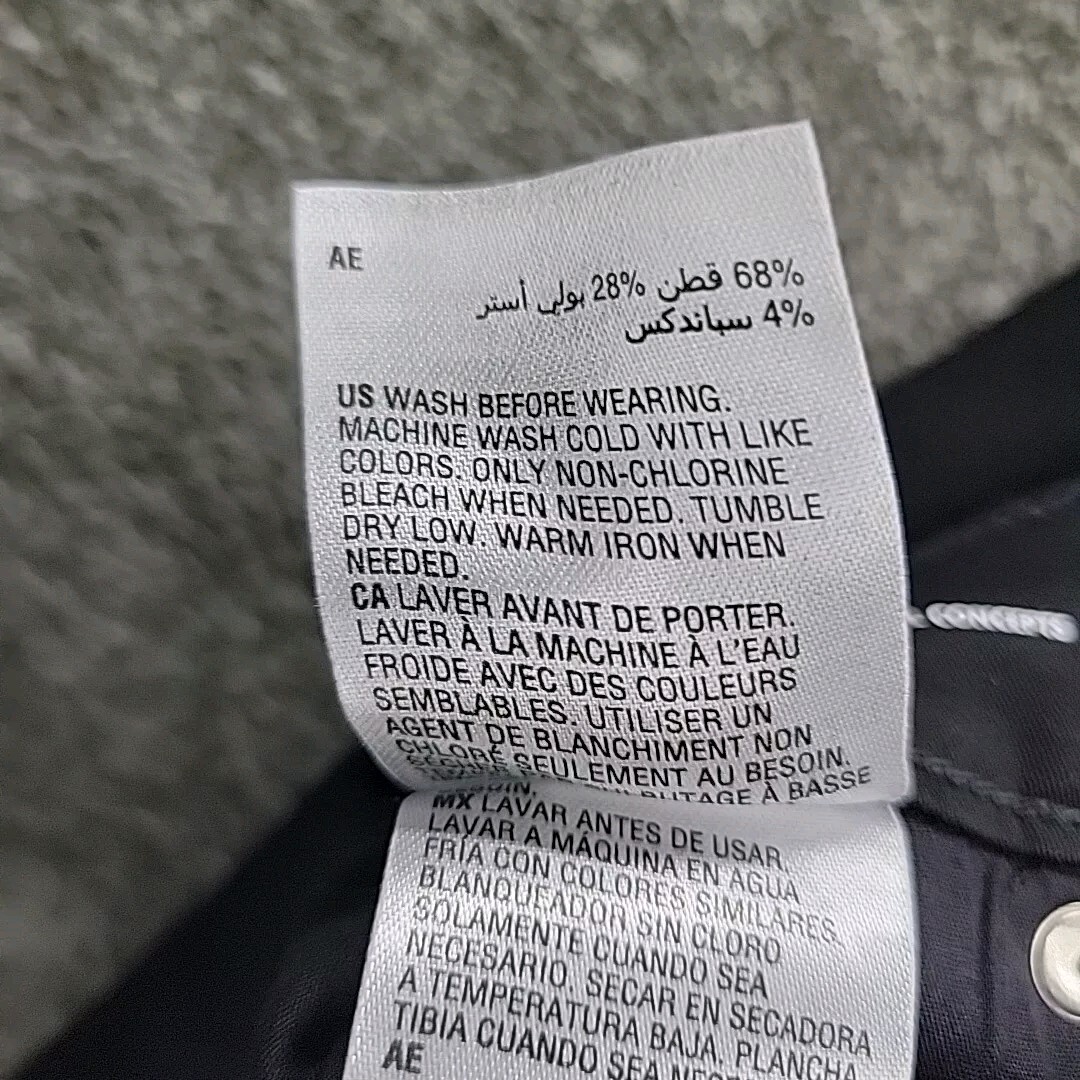 AE
68% قطن 28% بولي أستر
4% سباندكس
US WASH BEFORE WEARING.
MACHINE WASH COLD WITH LIKE
COLORS. ONLY NON-CHLORINE
BLEACH WHEN NEEDED. TUMBLE
DRY LOW. WARM IRON WHEN
NEEDED.
CA LAVER AVANT DE PORTER.
LAVER À LA MACHINE À L'EAU
FROIDE AVEC DES COULEURS
SEMBLABLES. UTILISER UN
AGENT DE BLANCHIMENT NON
CHLORÉ SEULEMENT AU BESOIN.
À BASSE
MX LAVAR ANTES DE USAR.
LAVAR A MÁQUINA EN AGUA
FRÍA CON COLORES SIMILARES.
BLANQUEADOR SIN CLORO
SOLAMENTE CUANDO SEA
NECESARIO. SECAR EN SECADORA
A TEMPERATURA BAJA. PLANCHA
TIBIA CUANDO SEA
AE
CONCEPTS